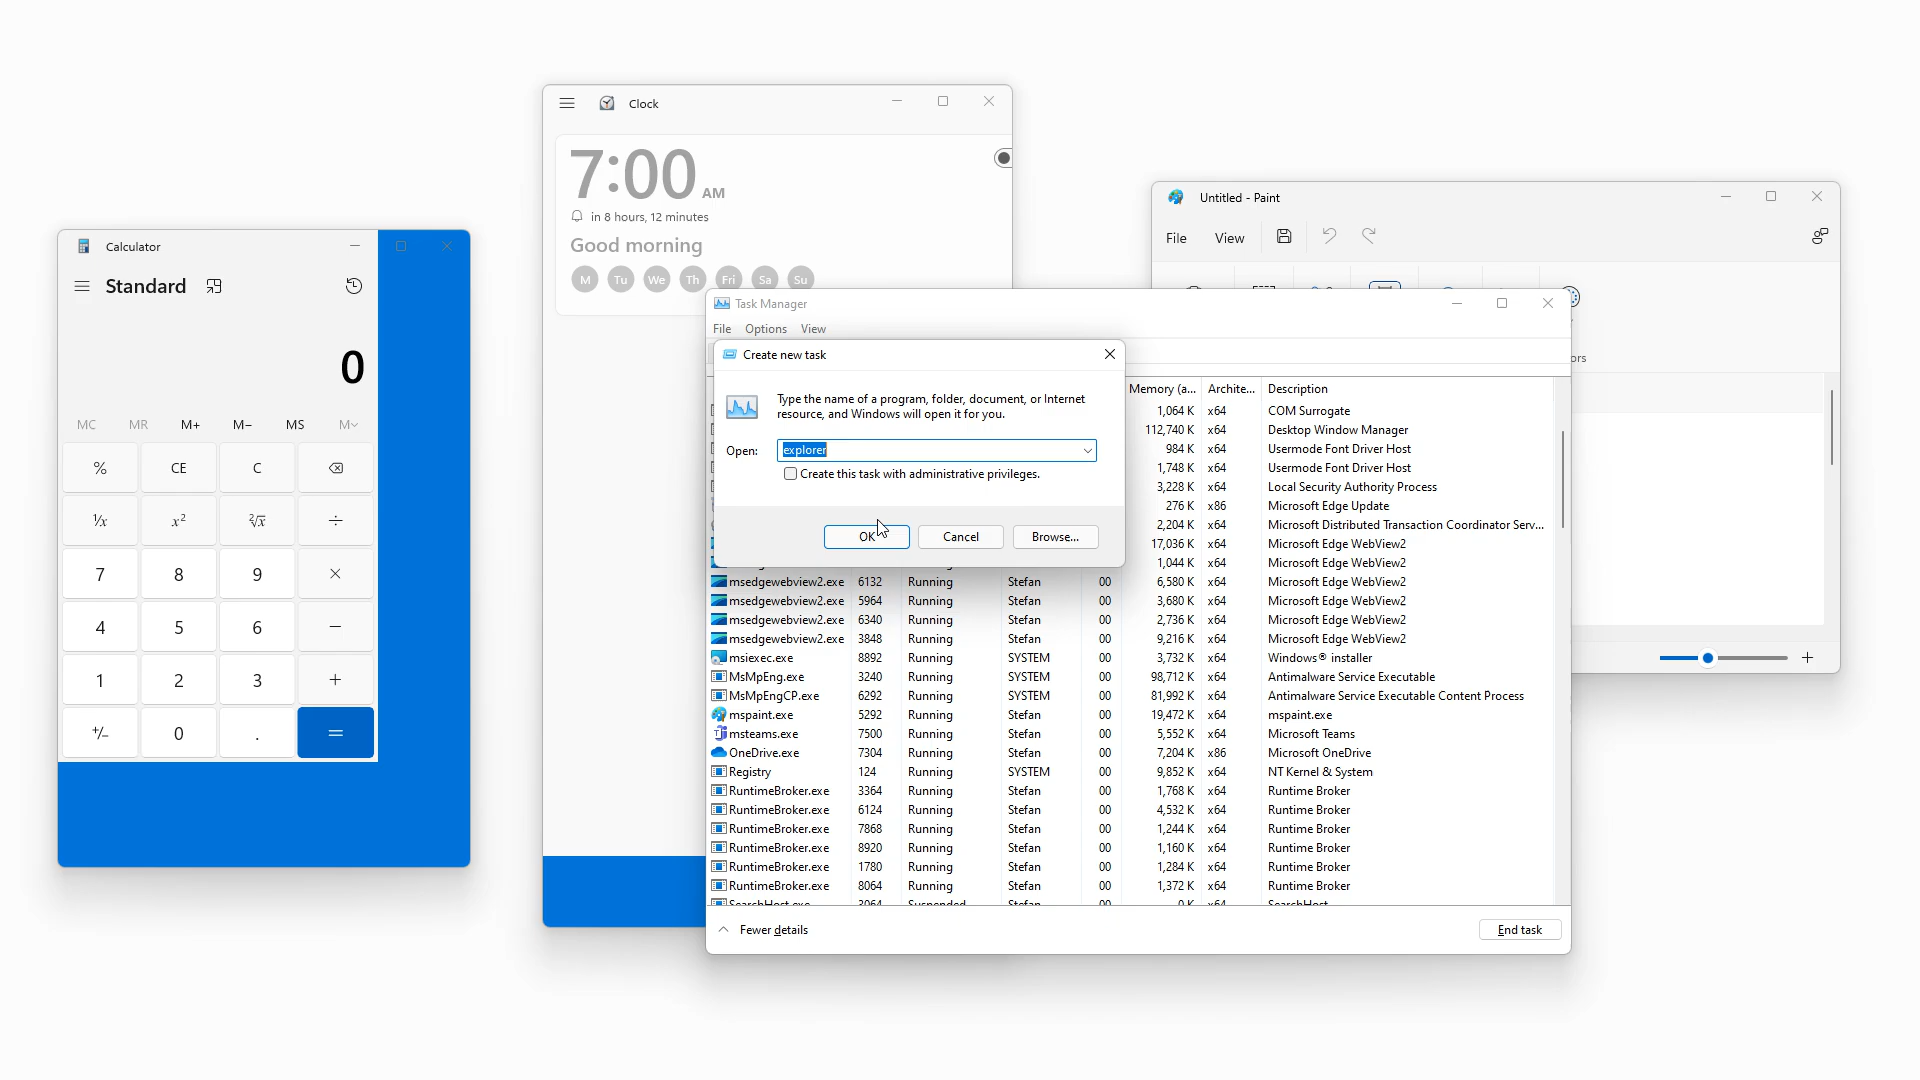 Calculator
Standard
0
MC MR M+ M− MS M
% CE C
¹/x x² ²√x ÷
7 8 9 ×
4 5 6 −
1 2 3 +
+/− 0 . =
Clock
7:00 AM
in 8 hours, 12 minutes
Good morning
M Tu We Th Fri Sa Su
Untitled - Paint
File View
ors
Task Manager
File Options View
Create new task
Type the name of a program, folder, document, or Internet
resource, and Windows will open it for you.
Open: explorer
Create this task with administrative privileges.
OK Cancel Browse...
Memory (a... Archite... Description
1,064 K x64 COM Surrogate
112,740 K x64 Desktop Window Manager
984 K x64 Usermode Font Driver Host
1,748 K x64 Usermode Font Driver Host
3,228 K x64 Local Security Authority Process
276 K x86 Microsoft Edge Update
2,204 K x64 Microsoft Distributed Transaction Coordinator Serv...
17,036 K x64 Microsoft Edge WebView2
1,044 K x64 Microsoft Edge WebView2
msedgewebview2.exe 6132 Running Stefan 00 6,580 K x64 Microsoft Edge WebView2
msedgewebview2.exe 5964 Running Stefan 00 3,680 K x64 Microsoft Edge WebView2
msedgewebview2.exe 6340 Running Stefan 00 2,736 K x64 Microsoft Edge WebView2
msedgewebview2.exe 3848 Running Stefan 00 9,216 K x64 Microsoft Edge WebView2
msiexec.exe 8892 Running SYSTEM 00 3,732 K x64 Windows® installer
MsMpEng.exe 3240 Running SYSTEM 00 98,712 K x64 Antimalware Service Executable
MsMpEngCP.exe 6292 Running SYSTEM 00 81,992 K x64 Antimalware Service Executable Content Process
mspaint.exe 5292 Running Stefan 00 19,472 K x64 mspaint.exe
msteams.exe 7500 Running Stefan 00 5,552 K x64 Microsoft Teams
OneDrive.exe 7304 Running Stefan 00 7,204 K x86 Microsoft OneDrive
Registry 124 Running SYSTEM 00 9,852 K x64 NT Kernel & System
RuntimeBroker.exe 3364 Running Stefan 00 1,768 K x64 Runtime Broker
RuntimeBroker.exe 6124 Running Stefan 00 4,532 K x64 Runtime Broker
RuntimeBroker.exe 7868 Running Stefan 00 1,244 K x64 Runtime Broker
RuntimeBroker.exe 8920 Running Stefan 00 1,160 K x64 Runtime Broker
RuntimeBroker.exe 1780 Running Stefan 00 1,284 K x64 Runtime Broker
RuntimeBroker.exe 8064 Running Stefan 00 1,372 K x64 Runtime Broker
SearchHost.exe 3064 Suspended Stefan 00 0 K x64 SearchHost
Fewer details
End task